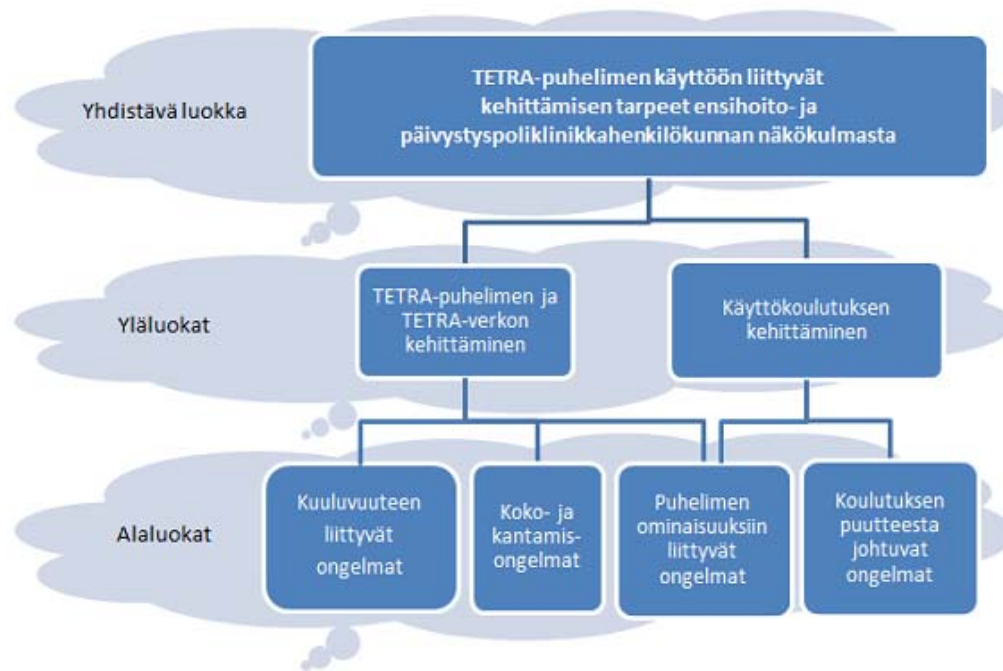 Yhdistävä luokka
TETRA-puhelimen käyttöön liittyvät
kehittämisen tarpeet ensihoito- ja
päivystyspoliklinikkahenkilökunnan näkökulmasta
Yläluokat
TETRA-puhelimen ja
TETRA-verkon
kehittäminen
Käyttökoulutuksen
kehittäminen
Alaluokat
Kuuluvuuteen
liittyvät
ongelmat
Koko- ja
kantamis-
ongelmat
Puhelimen
ominaisuuksiin
liittyvät
ongelmat
Koulutuksen
puutteesta
johtuvat
ongelmat